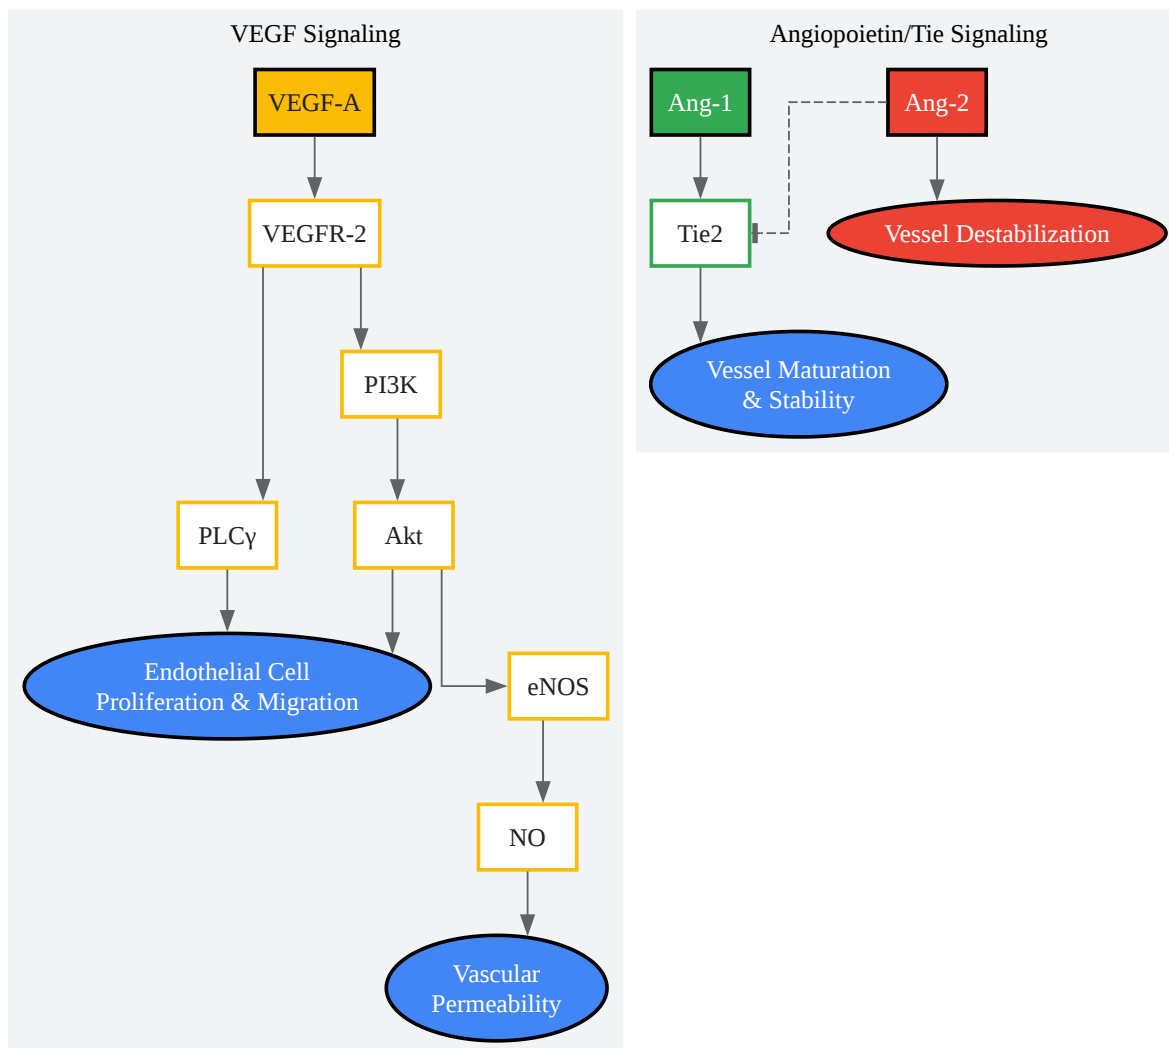 VEGF Signaling
VEGF-A
VEGFR-2
PI3K
PLCγ
Akt
Endothelial Cell
Proliferation & Migration
eNOS
NO
Vascular
Permeability
Angiopoietin/Tie Signaling
Ang-1
Ang-2
Tie2
Vessel Destabilization
Vessel Maturation
& Stability